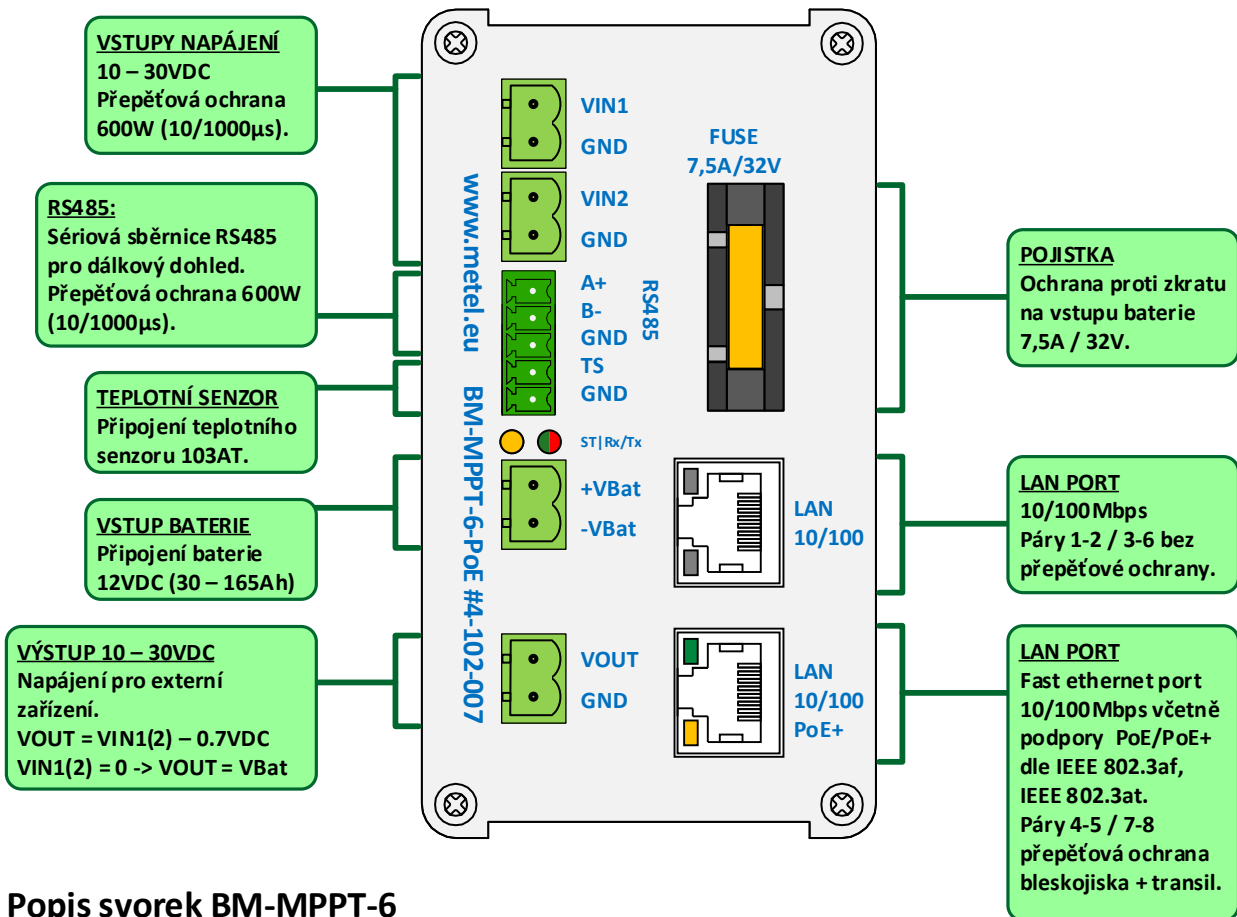 VSTUPY NAPÁJENÍ
10 – 30VDC
Přepěťová ochrana
600W (10/1000µs).
RS485:
Sériová sběrnice RS485
pro dálkový dohled.
Přepěťová ochrana 600W
(10/1000µs).
TEPLOTNÍ SENZOR
Připojení teplotního
senzoru 103AT.
VSTUP BATERIE
Připojení baterie
12VDC (30 – 165Ah)
VÝSTUP 10 – 30VDC
Napájení pro externí
zařízení.
VOUT = VIN1(2) – 0.7VDC
VIN1(2) = 0 -> VOUT = VBat
www.metel.eu BM-MPPT-6-PoE #4-102-007
VIN1
GND
VIN2
GND
A+
B-
GND
TS
GND
RS485
ST|Rx/Tx
+VBat
-VBat
VOUT
GND
FUSE
7,5A/32V
LAN
10/100
LAN
10/100
PoE+
POJISTKA
Ochrana proti zkratu
na vstupu baterie
7,5A / 32V.
LAN PORT
10/100Mbps
Páry 1-2 / 3-6 bez
přepěťové ochrany.
LAN PORT
Fast ethernet port
10/100Mbps včetně
podpory PoE/PoE+
dle IEEE 802.3af,
IEEE 802.3at.
Páry 4-5 / 7-8
přepěťová ochrana
bleskojiska + transil.
Popis svorek BM-MPPT-6